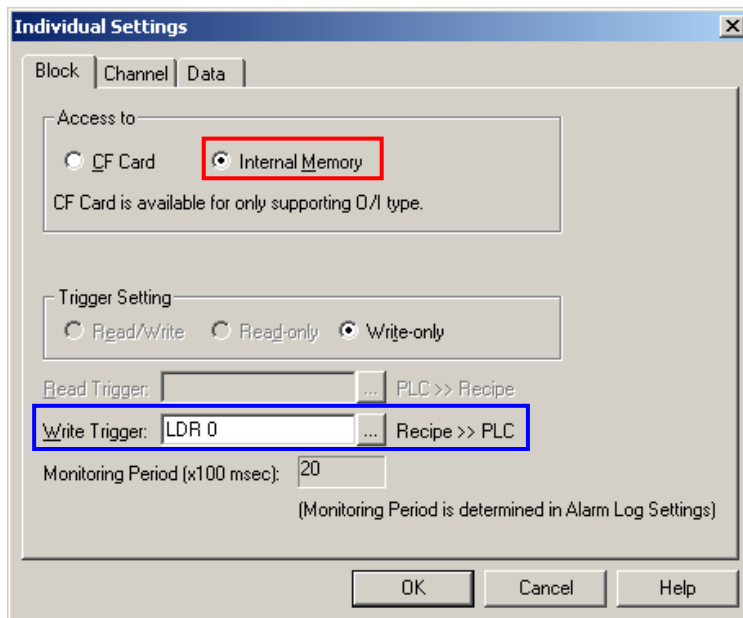 Individual Settings
Block Channel Data
Access to
CF Card Internal Memory
CF Card is available for only supporting O/I type.
Trigger Setting
Read/Write Read-only Write-only
Read Trigger: ... PLC >> Recipe
Write Trigger: LDR 0 ... Recipe >> PLC
Monitoring Period (x100 msec): 20
(Monitoring Period is determined in Alarm Log Settings)
OK Cancel Help